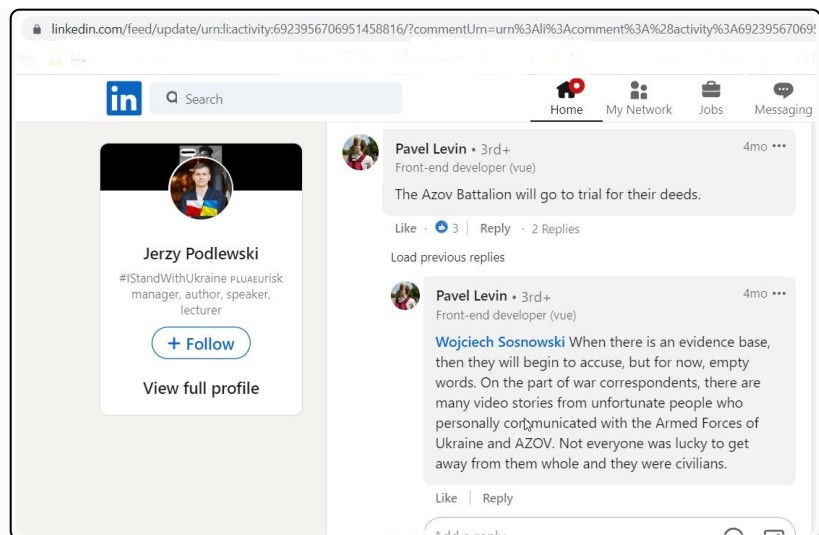 linkedin.com/feed/update/urn:li:activity:6923956706951458816/?commentUrn=urn%3Ali%3Acomment%3A%28activity%3A69239567069
in
Search
Home
My Network
Jobs
Messaging
Jerzy Podlewski
#IStandWithUkraine PLUAEUrisk
manager, author, speaker,
lecturer
+ Follow
View full profile
Pavel Levin • 3rd+
4mo •••
Front-end developer (vue)
The Azov Battalion will go to trial for their deeds.
Like · 3 | Reply · 2 Replies
Load previous replies
Pavel Levin • 3rd+
4mo •••
Front-end developer (vue)
Wojciech Sosnowski When there is an evidence base,
then they will begin to accuse, but for now, empty
words. On the part of war correspondents, there are
many video stories from unfortunate people who
personally communicated with the Armed Forces of
Ukraine and AZOV. Not everyone was lucky to get
away from them whole and they were civilians.
Like | Reply
Add a reply